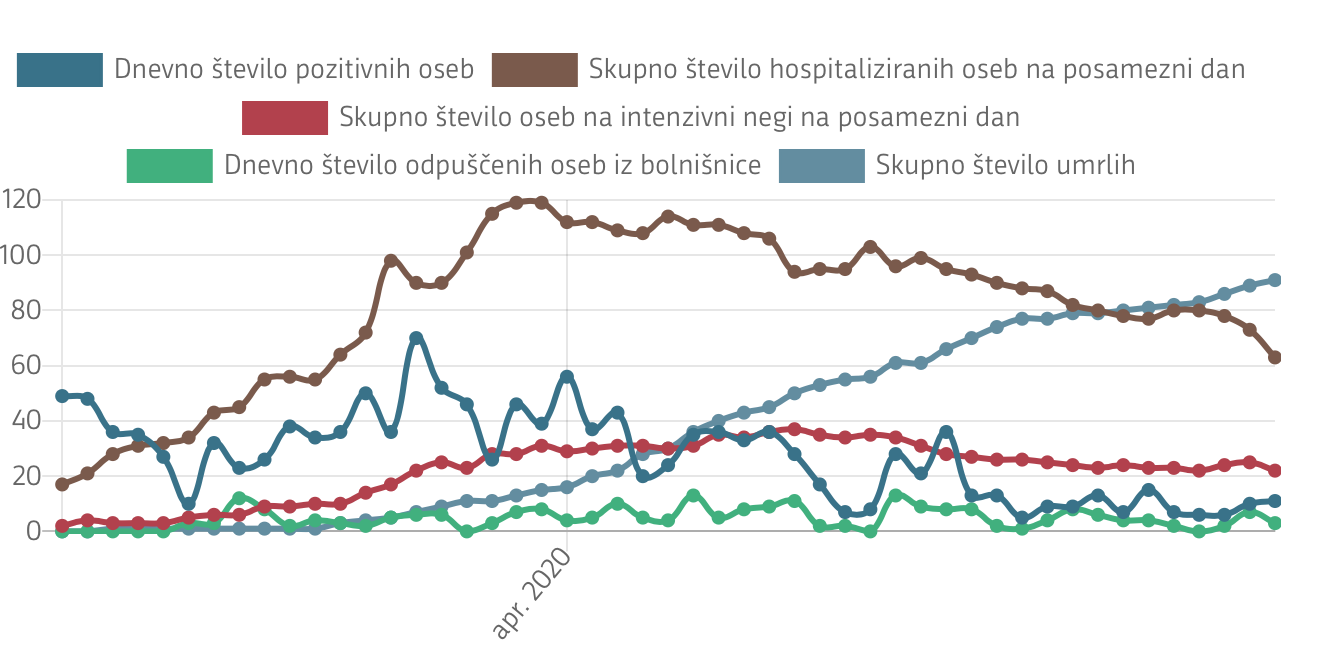 Dnevno število pozitivnih oseb Skupno število hospitaliziranih oseb na posamezni dan
Skupno število oseb na intenzivni negi na posamezni dan
Dnevno število odpuščenih oseb iz bolnišnice Skupno število umrlih
120
100
80
60
40
20
0
apr. 2020